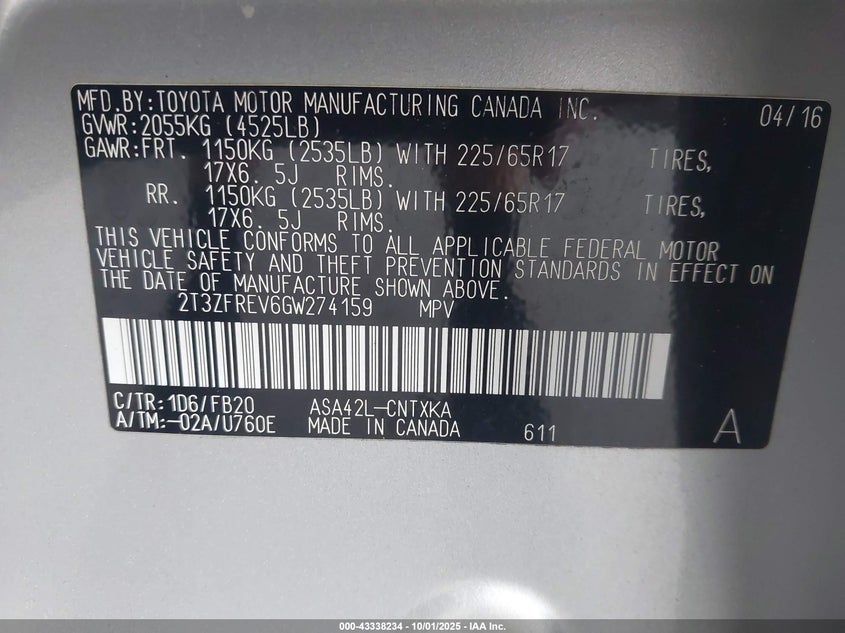 MFD.BY:TOYOTA MOTOR MANUFACTURING CANADA INC. 04/16
GVWR:2055KG (4525LB)
GAWR:FRT. 1150KG (2535LB) WITH 225/65R17 TIRES,
17X6. 5J RIMS.
RR. 1150KG (2535LB) WITH 225/65R17 TIRES,
17X6. 5J RIMS.
THIS VEHICLE CONFORMS TO ALL APPLICABLE FEDERAL MOTOR
VEHICLE SAFETY AND THEFT PREVENTION STANDARDS IN EFFECT ON
THE DATE OF MANUFACTURE SHOWN ABOVE.
2T3ZFREV6GW274159 MPV
C/TR:1D6/FB20 ASA42L-CNTXKA
A/TM:-02A/U760E MADE IN CANADA 611 A
000-43338234 - 10/01/2025 - IAA Inc.